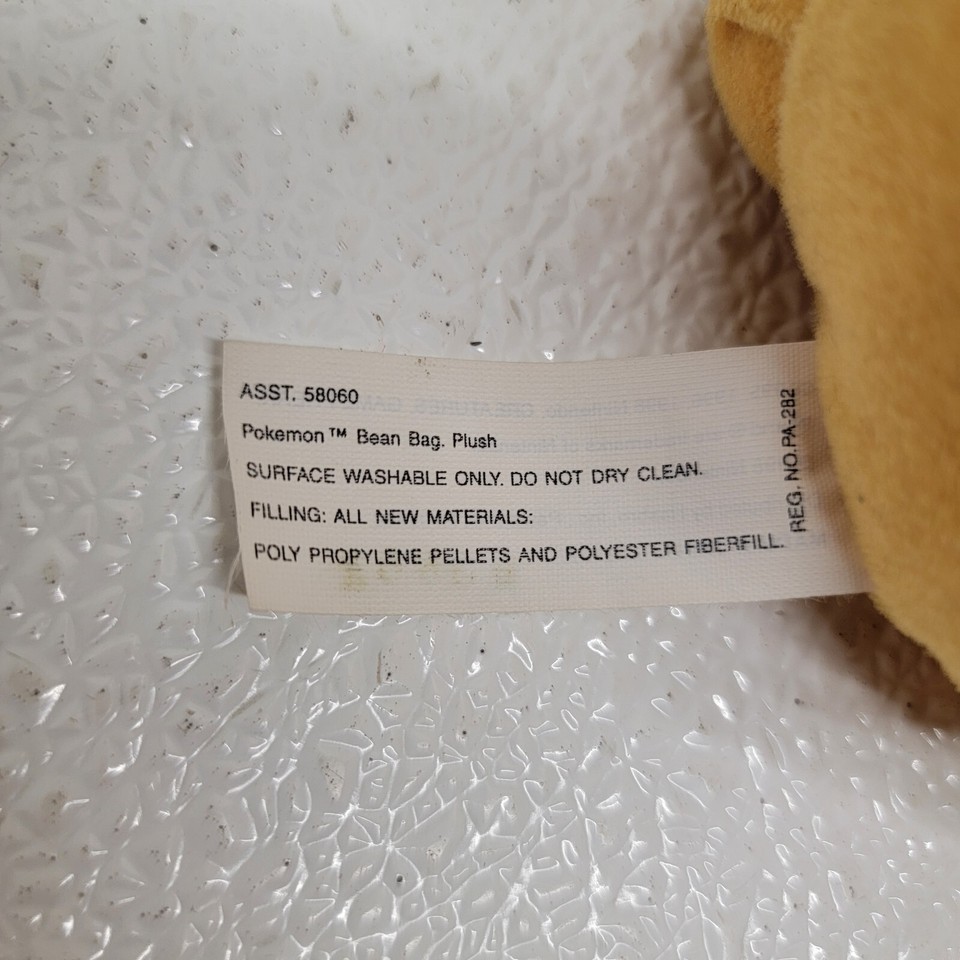 ASST. 58060
Pokemon™ Bean Bag. Plush
SURFACE WASHABLE ONLY. DO NOT DRY CLEAN.
FILLING: ALL NEW MATERIALS:
POLY PROPYLENE PELLETS AND POLYESTER FIBERFILL.
REG. NO.PA-282